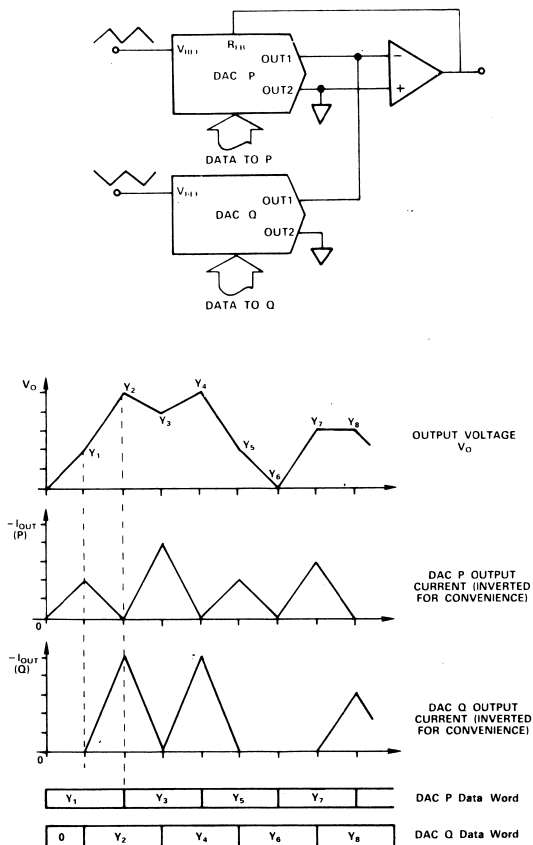 VREF
RFB
OUT1
DAC P
OUT2
−
+
DATA TO P
VREF
OUT1
DAC Q
OUT2
DATA TO Q
VO
Y1
Y2
Y3
Y4
Y5
Y6
Y7
Y8
OUTPUT VOLTAGE
VO
−IOUT
(P)
0
DAC P OUTPUT
CURRENT (INVERTED
FOR CONVENIENCE)
−IOUT
(Q)
0
DAC Q OUTPUT
CURRENT (INVERTED
FOR CONVENIENCE)
Y1 Y3 Y5 Y7 DAC P Data Word
0 Y2 Y4 Y6 Y8 DAC Q Data Word